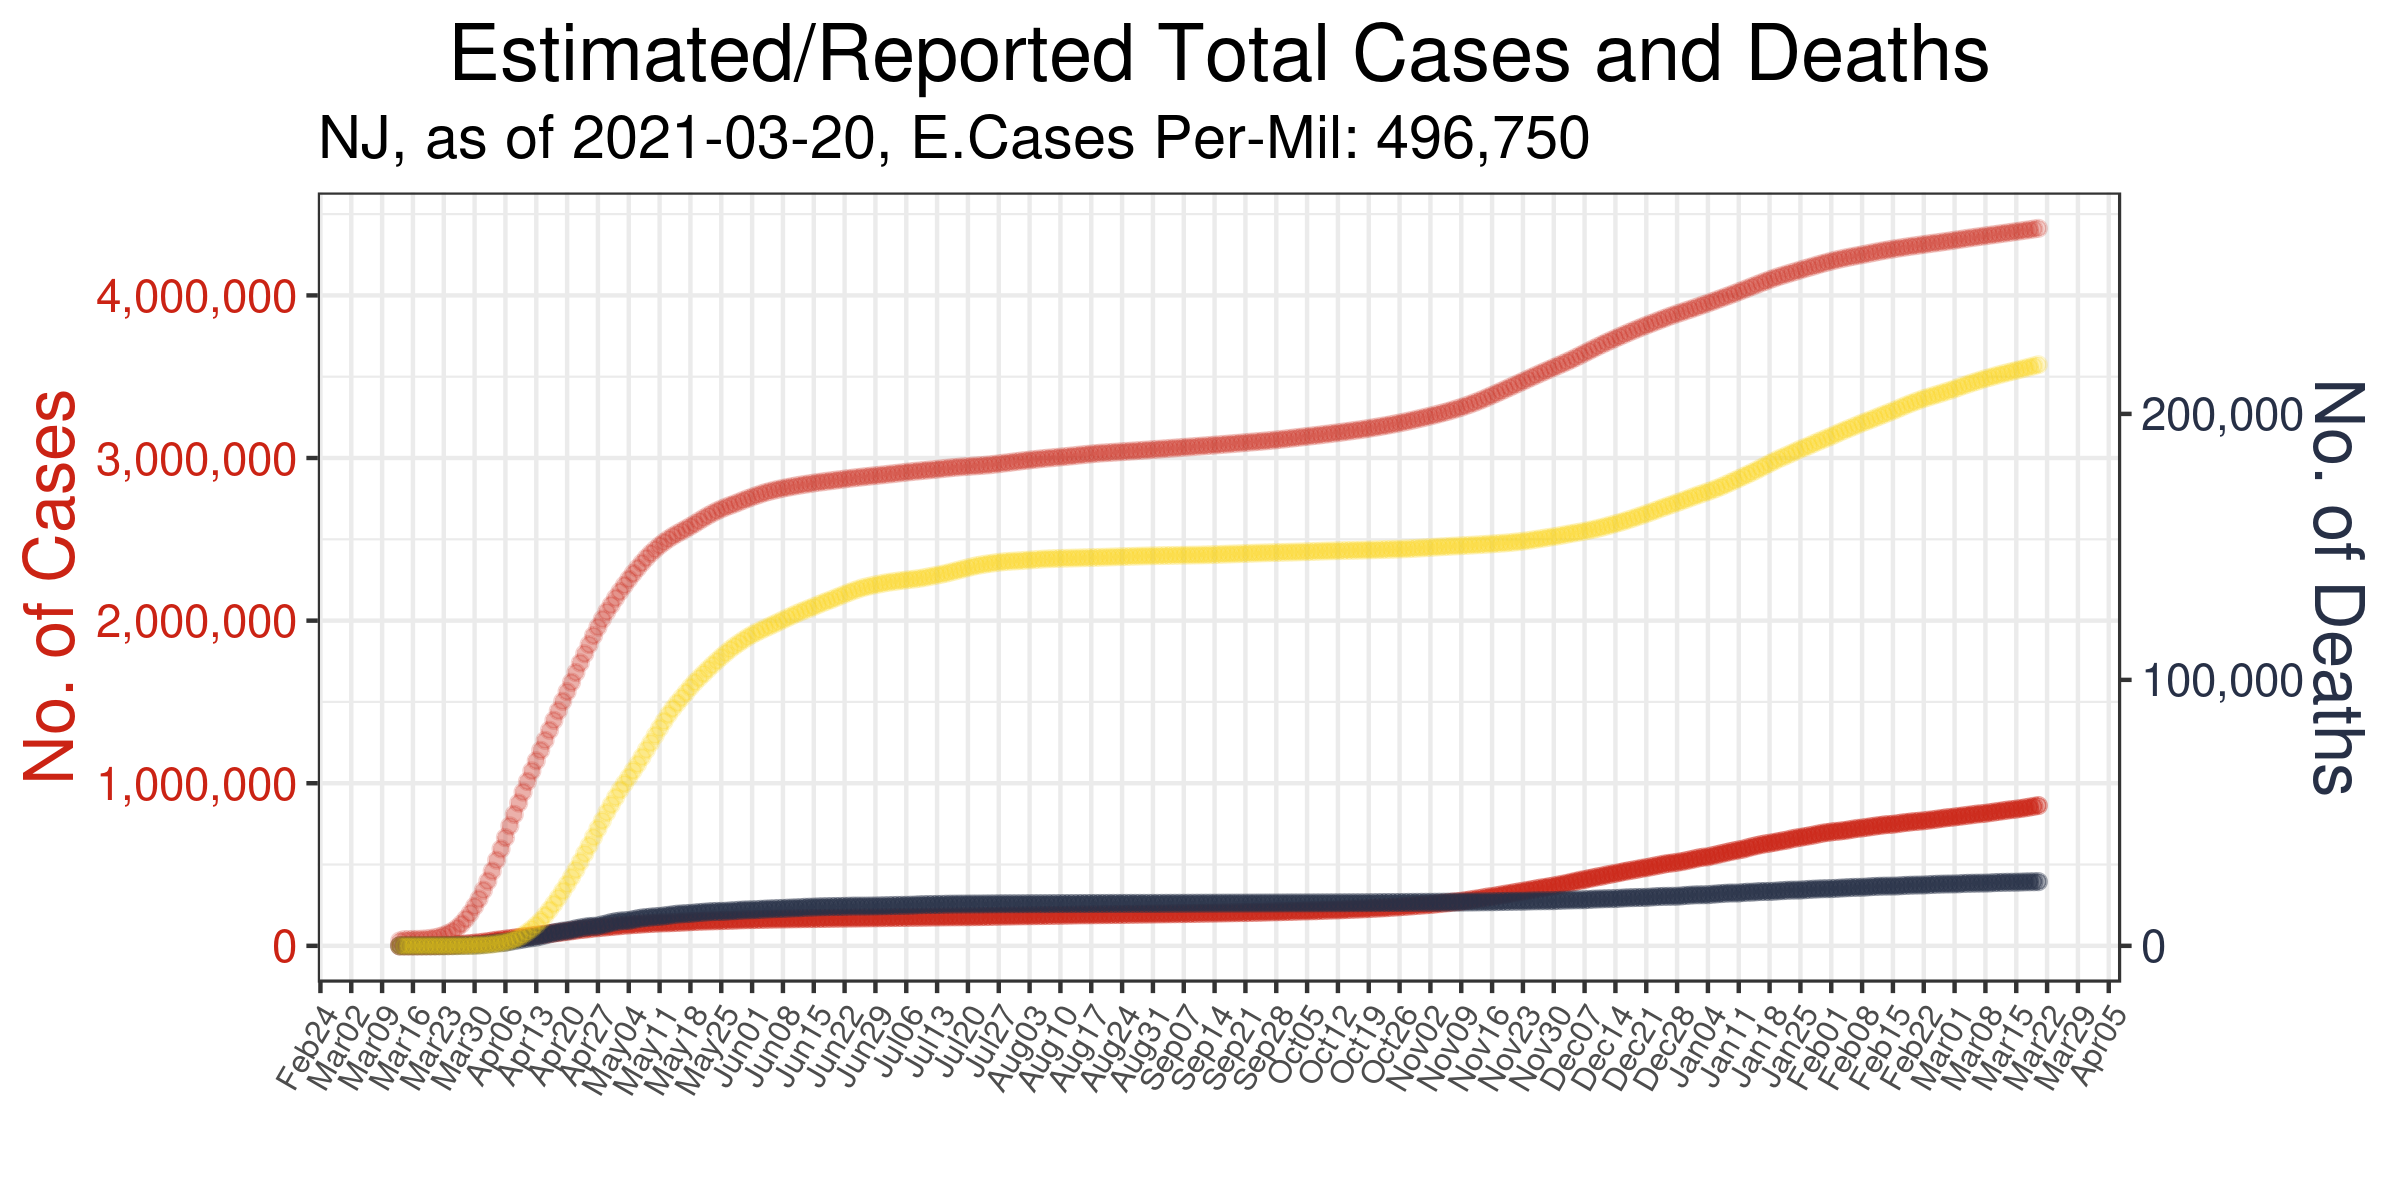 Estimated/Reported Total Cases and Deaths
NJ, as of 2021-03-20, E.Cases Per-Mil: 496,750
No. of Cases
4,000,000
3,000,000
2,000,000
1,000,000
0
200,000
100,000
0
No. of Deaths
Feb24
Mar02
Mar09
Mar16
Mar23
Mar30
Apr06
Apr13
Apr20
Apr27
May04
May11
May18
May25
Jun01
Jun08
Jun15
Jun22
Jun29
Jul06
Jul13
Jul20
Jul27
Aug03
Aug10
Aug17
Aug24
Aug31
Sep07
Sep14
Sep21
Sep28
Oct05
Oct12
Oct19
Oct26
Nov02
Nov09
Nov16
Nov23
Nov30
Dec07
Dec14
Dec21
Dec28
Jan04
Jan11
Jan18
Jan25
Feb01
Feb08
Feb15
Feb22
Mar01
Mar08
Mar15
Mar22
Mar29
Apr05